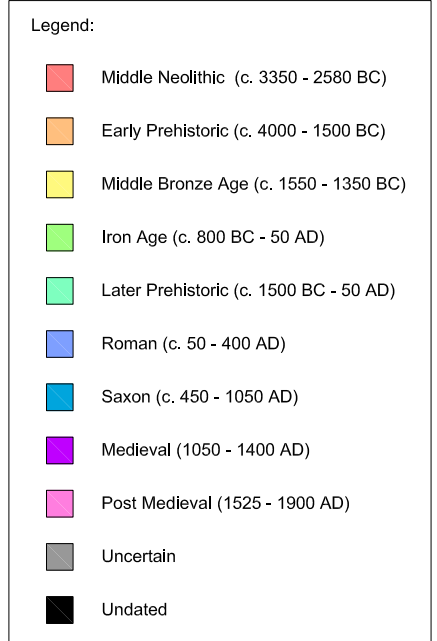 Legend:
Middle Neolithic (c. 3350 - 2580 BC)
Early Prehistoric (c. 4000 - 1500 BC)
Middle Bronze Age (c. 1550 - 1350 BC)
Iron Age (c. 800 BC - 50 AD)
Later Prehistoric (c. 1500 BC - 50 AD)
Roman (c. 50 - 400 AD)
Saxon (c. 450 - 1050 AD)
Medieval (1050 - 1400 AD)
Post Medieval (1525 - 1900 AD)
Uncertain
Undated